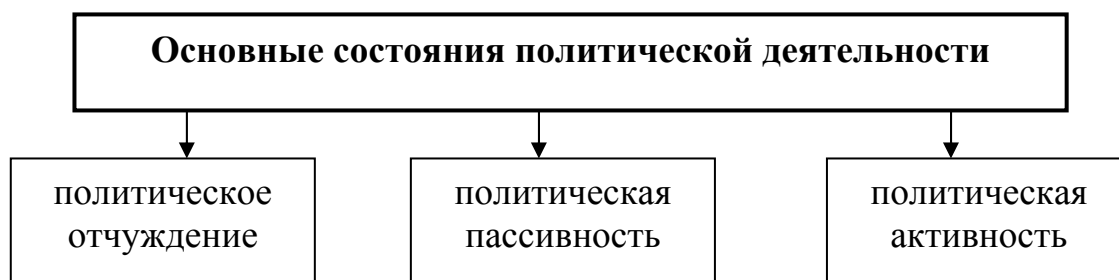 Основные состояния политической деятельности
политическое
отчуждение
политическая
пассивность
политическая
активность